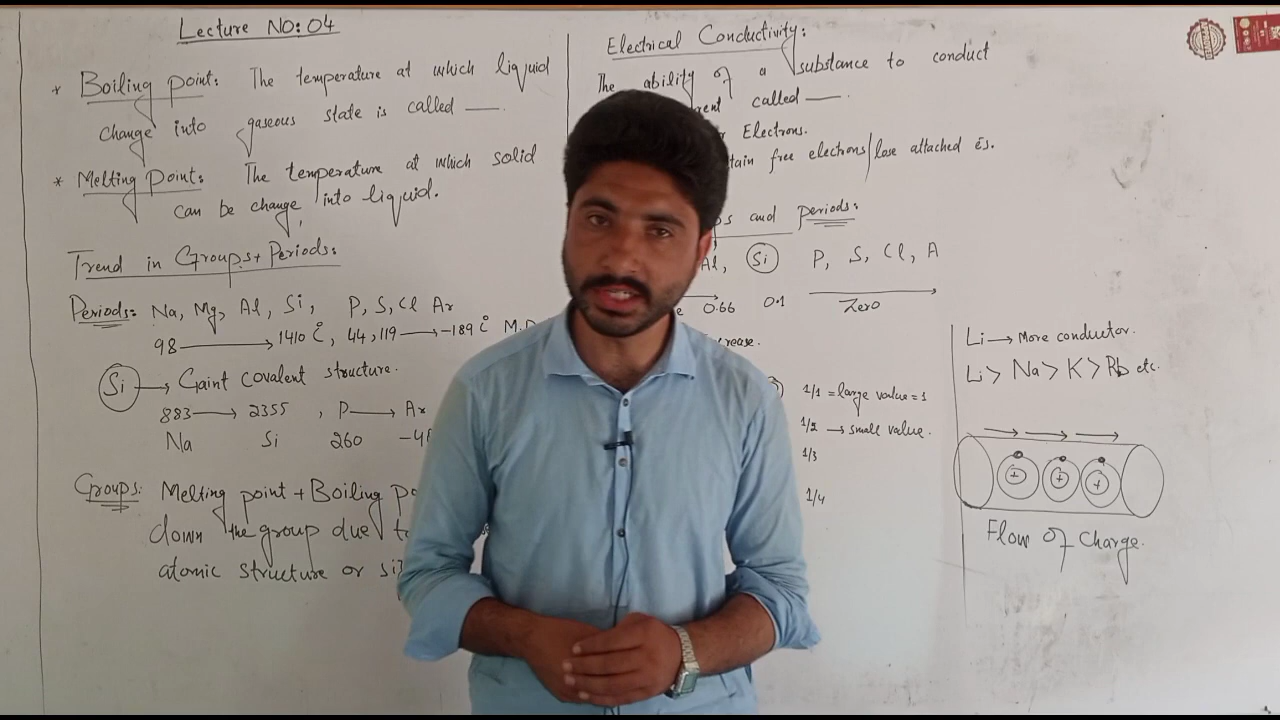 Lecture NO: 04
* Boiling point: The temperature at which liquid
change into gaseous state is called —.
* Melting point: The temperature at which solid
can be change into liquid.
Trend in Groups + Periods:
Periods: Na, Mg, Al, Si, P, S, Cl Ar
98 → 1410 c̊, 44, 119 → -189 c̊ M.
Si → Gaint covalent structure.
883 → 2355 , P → Ar
Na Si 260
Groups: Melting point + Boiling
down the group due
atomic structure or
Electrical Conductivity:
The ability of a substance to conduct
called —.
Electrons.
free electrons/lose attached ēs.
and periods:
Al, Si P, S, Cl, A
0.66 0.1 Zero
1/1 = large value = 1
1/2 → small value.
1/3
1/4
Li → More conductor.
Li > Na > K > Rb etc.
+ + +
Flow of Charge.